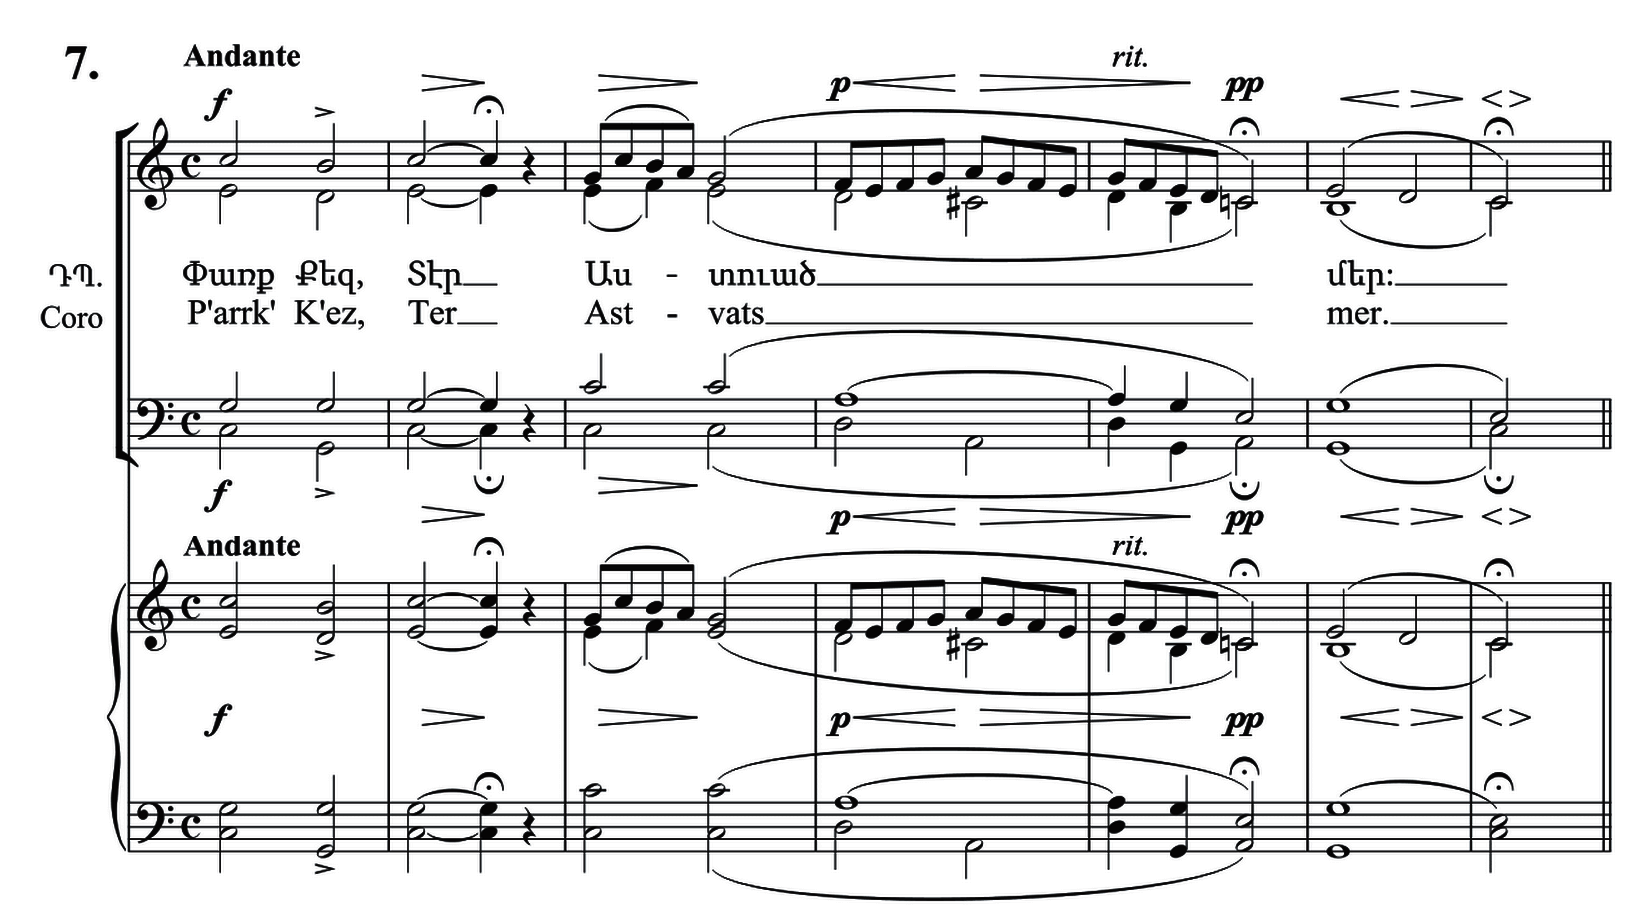 7.
Andante
rit.
f
p
pp
ԴՊ. Փառք Քեզ, Տէր Աս - տուած մեր:
Coro P'arrk' K'ez, Ter Ast - vats mer.
f
p
pp
Andante
rit.
f
p
pp